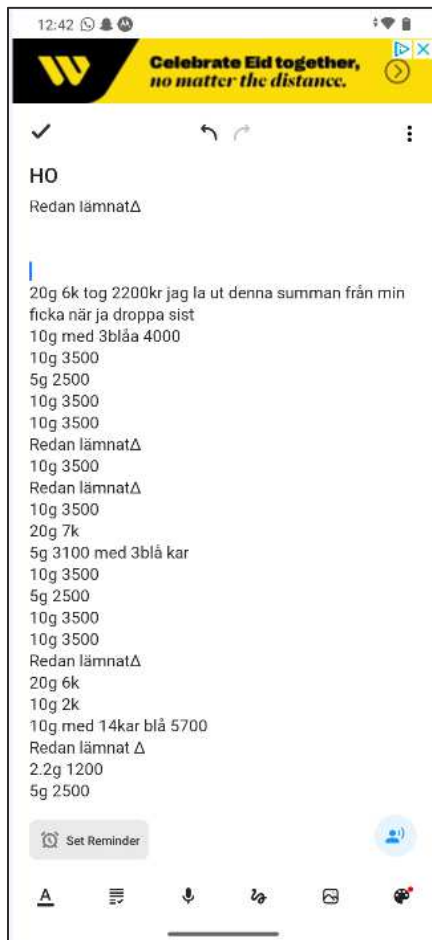 12:42
Celebrate Eid together,
no matter the distance.
HO
Redan lämnat∆
20g 6k tog 2200kr jag la ut denna summan från min
ficka när ja droppa sist
10g med 3blåa 4000
10g 3500
5g 2500
10g 3500
10g 3500
Redan lämnat∆
10g 3500
Redan lämnat∆
10g 3500
20g 7k
5g 3100 med 3blå kar
10g 3500
5g 2500
10g 3500
10g 3500
Redan lämnat∆
20g 6k
10g 2k
10g med 14kar blå 5700
Redan lämnat ∆
2.2g 1200
5g 2500
Set Reminder